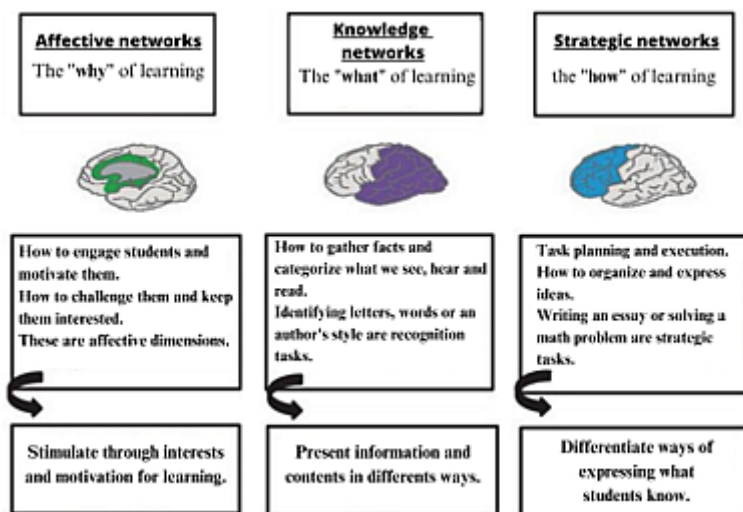 Affective networks
The "why" of learning
Knowledge
networks
The "what" of learning
Strategic networks
the "how" of learning
How to engage students and
motivate them.
How to challenge them and keep
them interested.
These are affective dimensions.
How to gather facts and
categorize what we see, hear and
read.
Identifying letters, words or an
author's style are recognition
tasks.
Task planning and execution.
How to organize and express
ideas.
Writing an essay or solving a
math problem are strategic
tasks.
Stimulate through interests
and motivation for learning.
Present information and
contents in differents ways.
Differentiate ways of
expressing what
students know.